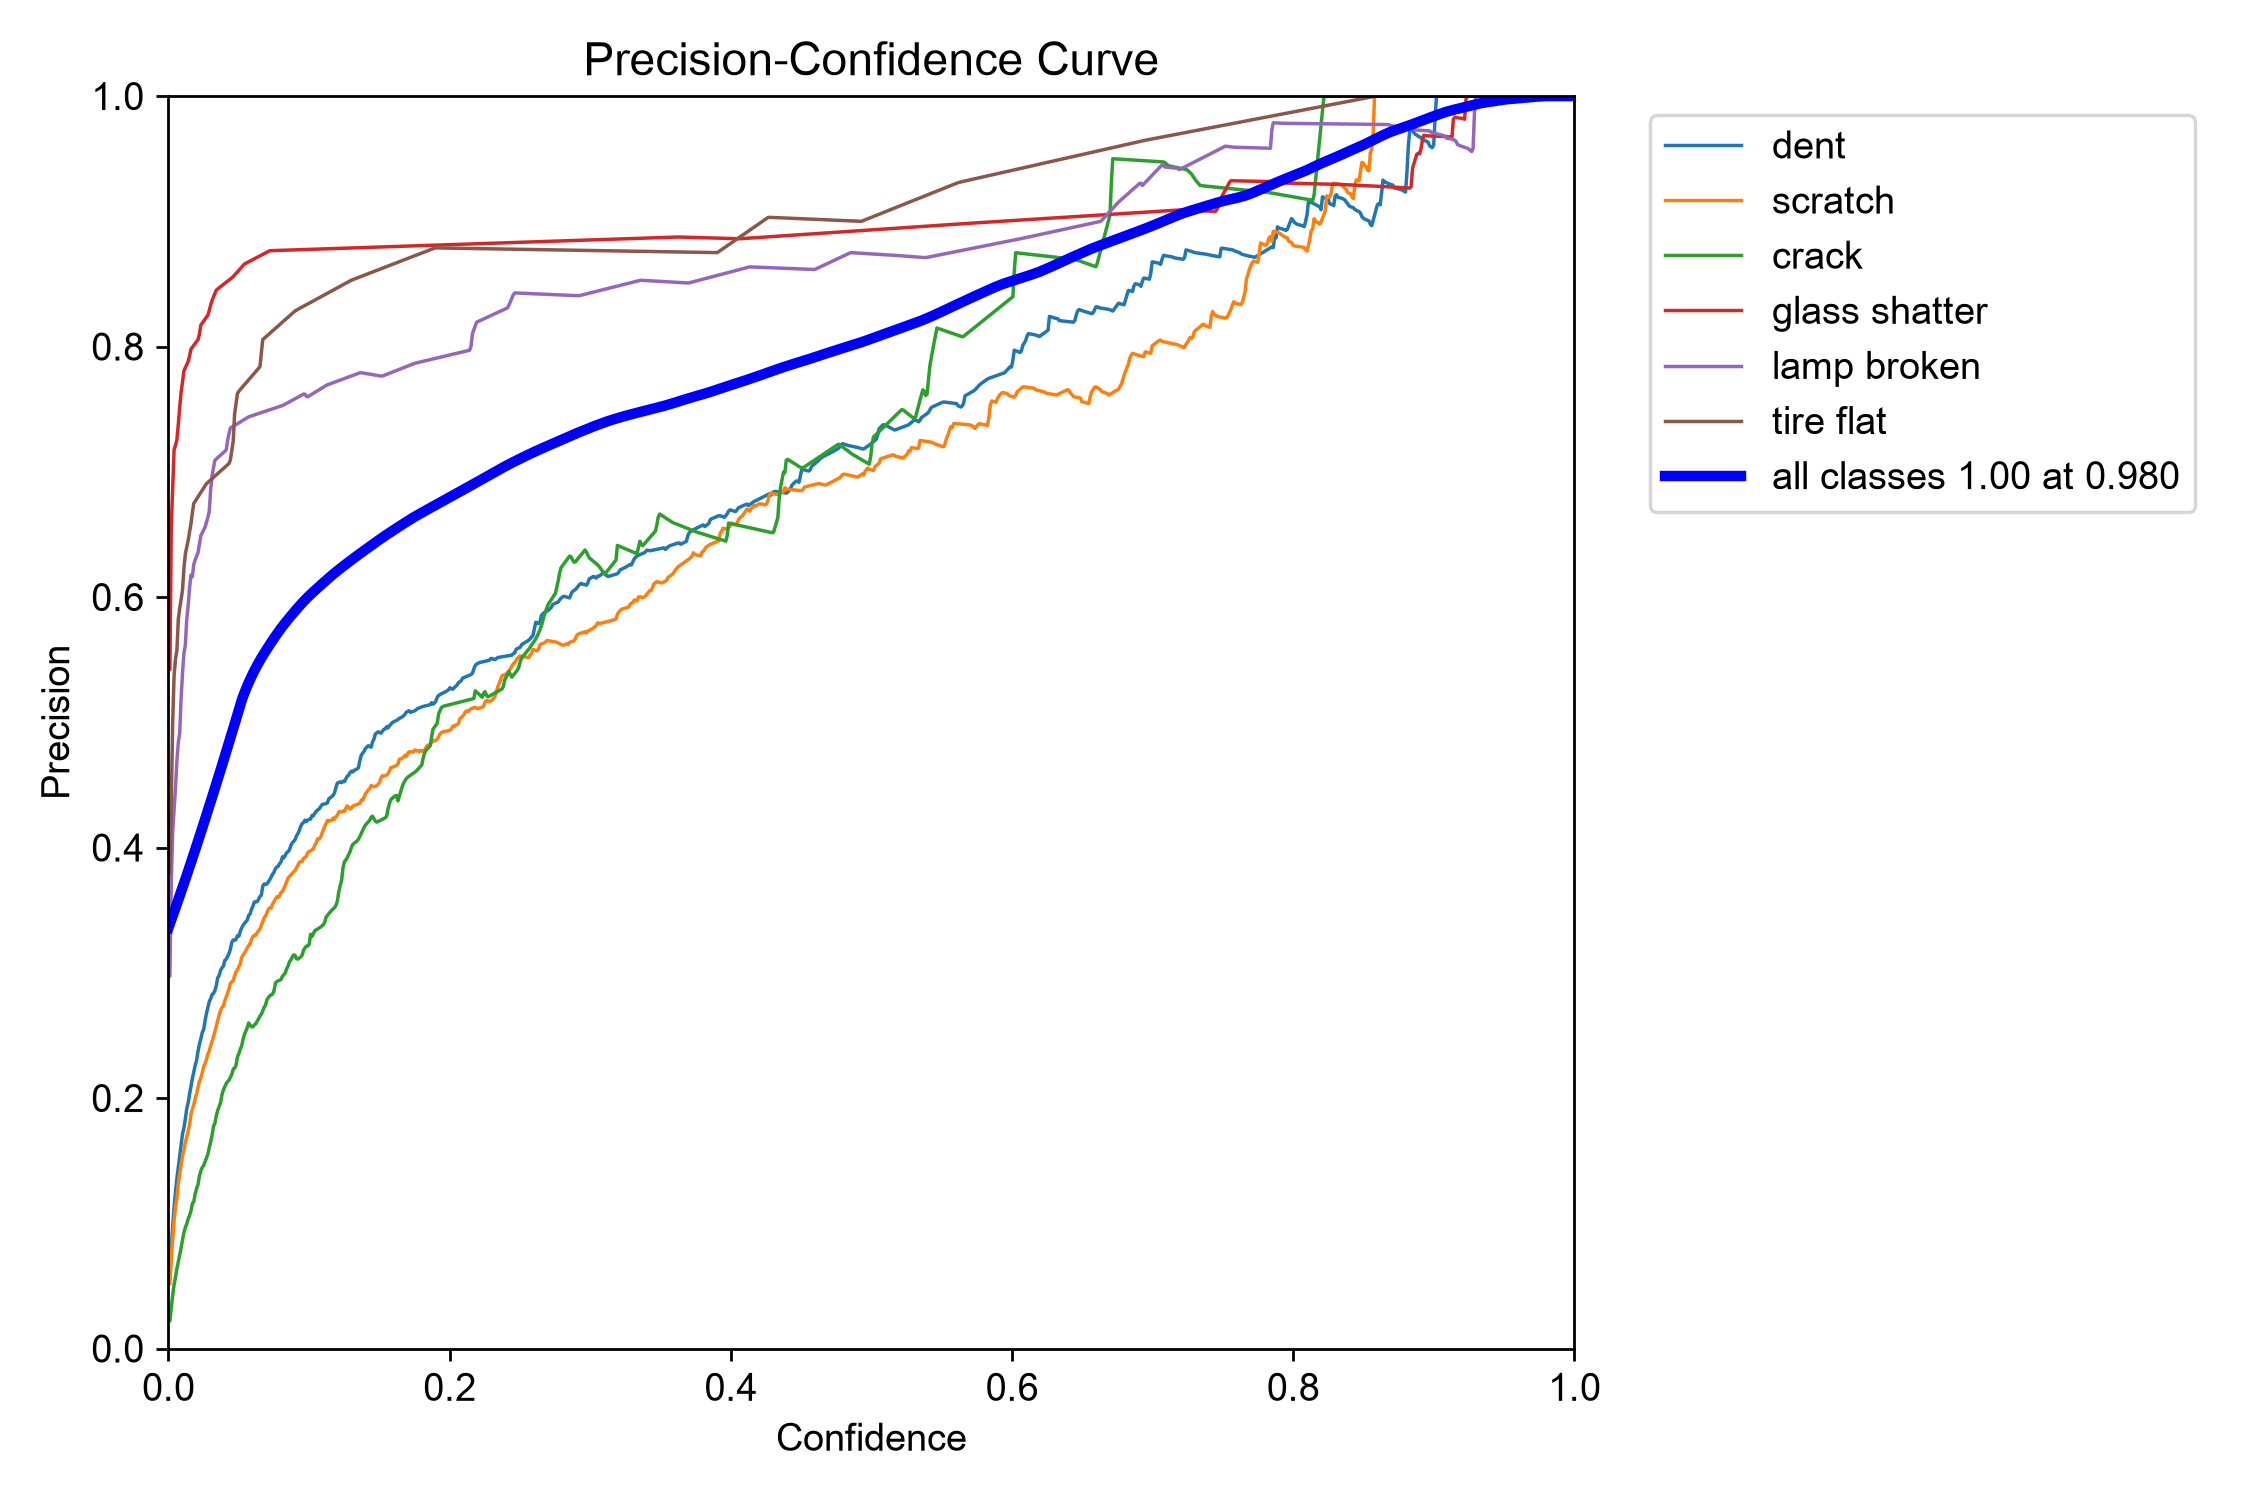 Precision-Confidence Curve
1.0
0.8
0.6
0.4
0.2
0.0
Precision
0.0 0.2 0.4 0.6 0.8 1.0
Confidence
dent
scratch
crack
glass shatter
lamp broken
tire flat
all classes 1.00 at 0.980